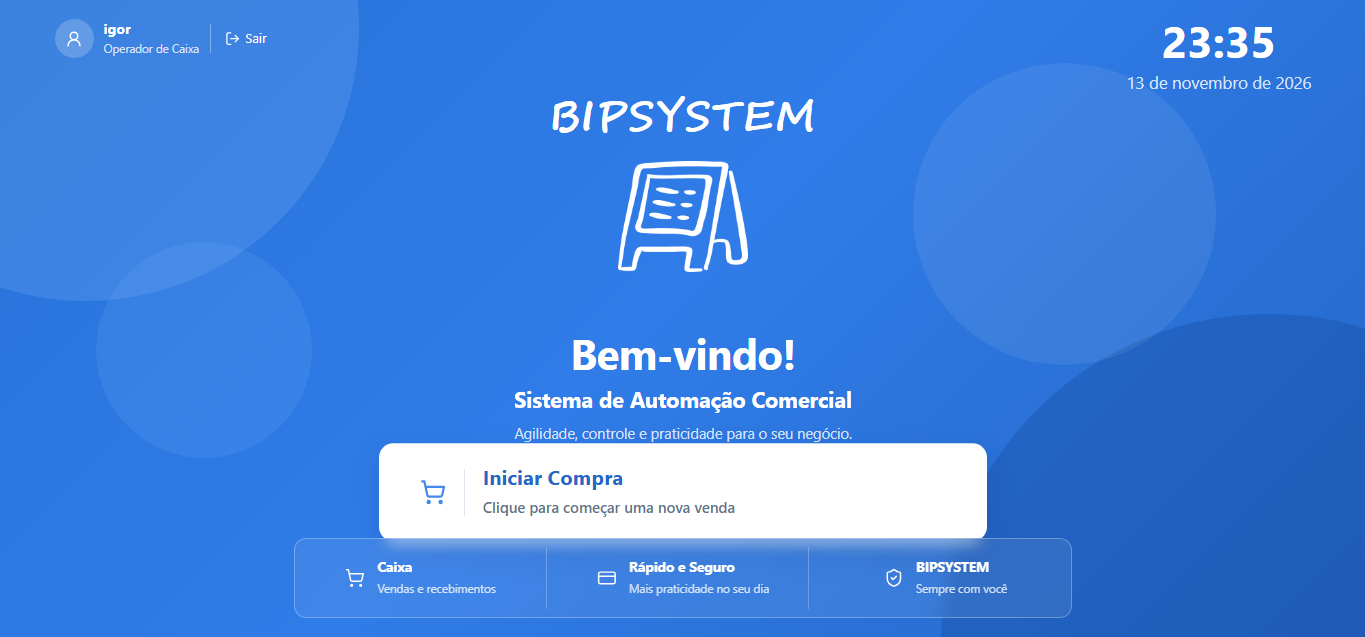 igor
Operador de Caixa
Sair
23:35
13 de novembro de 2026
BIPSYSTEM
Bem-vindo!
Sistema de Automação Comercial
Agilidade, controle e praticidade para o seu negócio.
Iniciar Compra
Clique para começar uma nova venda
Caixa
Vendas e recebimentos
Rápido e Seguro
Mais praticidade no seu dia
BIPSYSTEM
Sempre com você